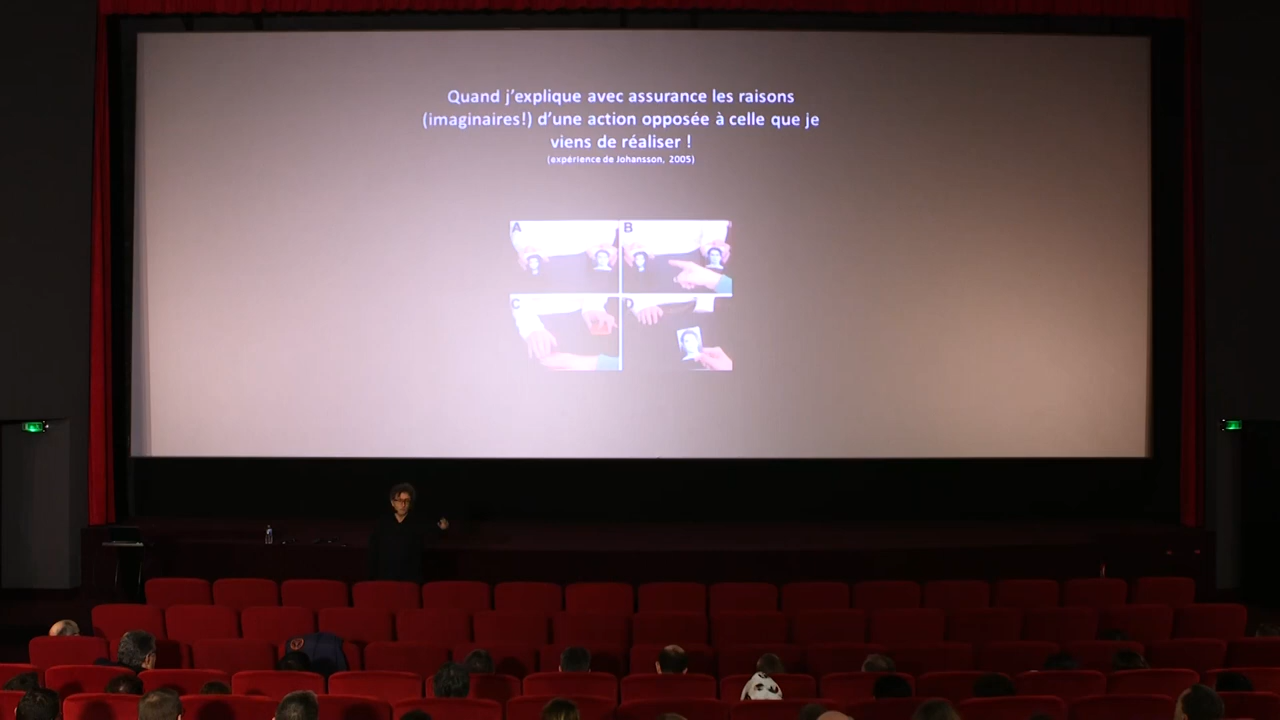 Quand j'explique avec assurance les raisons
(imaginaires!) d'une action opposée à celle que je
viens de réaliser !
(expérience de Johansson, 2005)
A
B
C
D